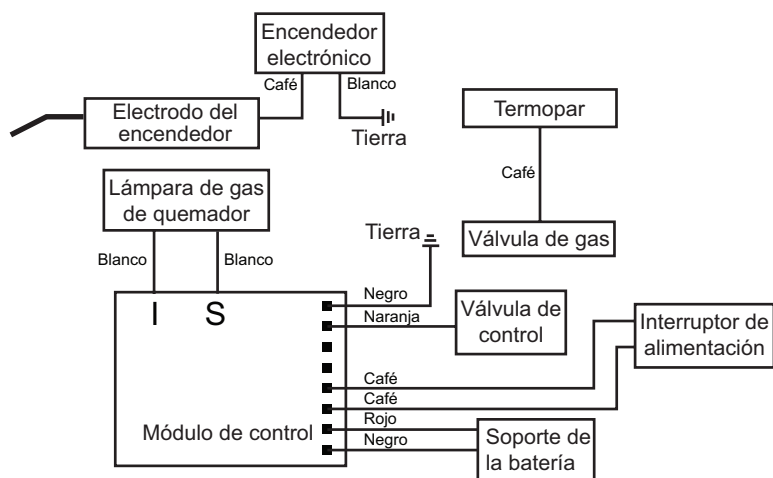 Encendedor
electrónico
Café
Blanco
Electrodo del
encendedor
Tierra
Termopar
Café
Válvula de gas
Lámpara de gas
de quemador
Blanco
Blanco
Tierra
I
S
Negro
Naranja
Válvula de
control
Interruptor de
alimentación
Café
Café
Rojo
Negro
Módulo de control
Soporte de
la batería